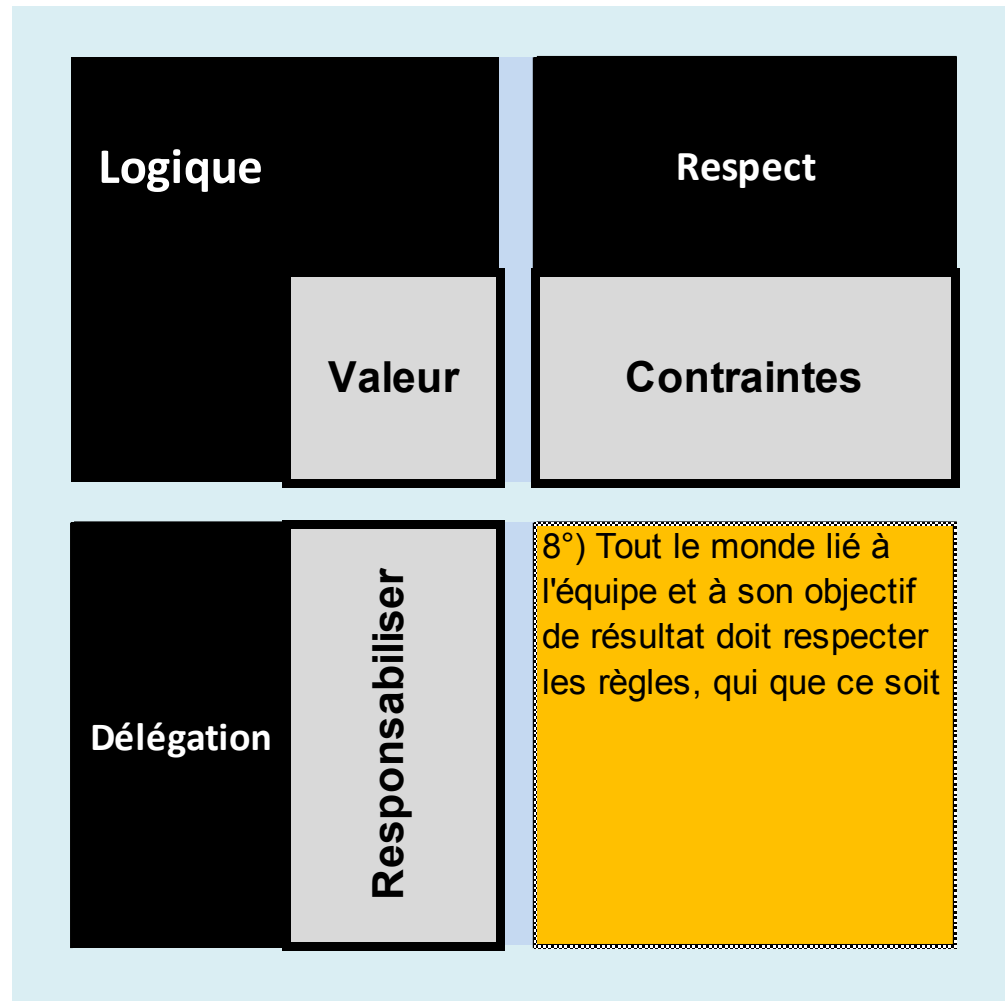 Logique
Respect
Valeur
Contraintes
Délégation
Responsabiliser
8°) Tout le monde lié à
l'équipe et à son objectif
de résultat doit respecter
les règles, qui que ce soit